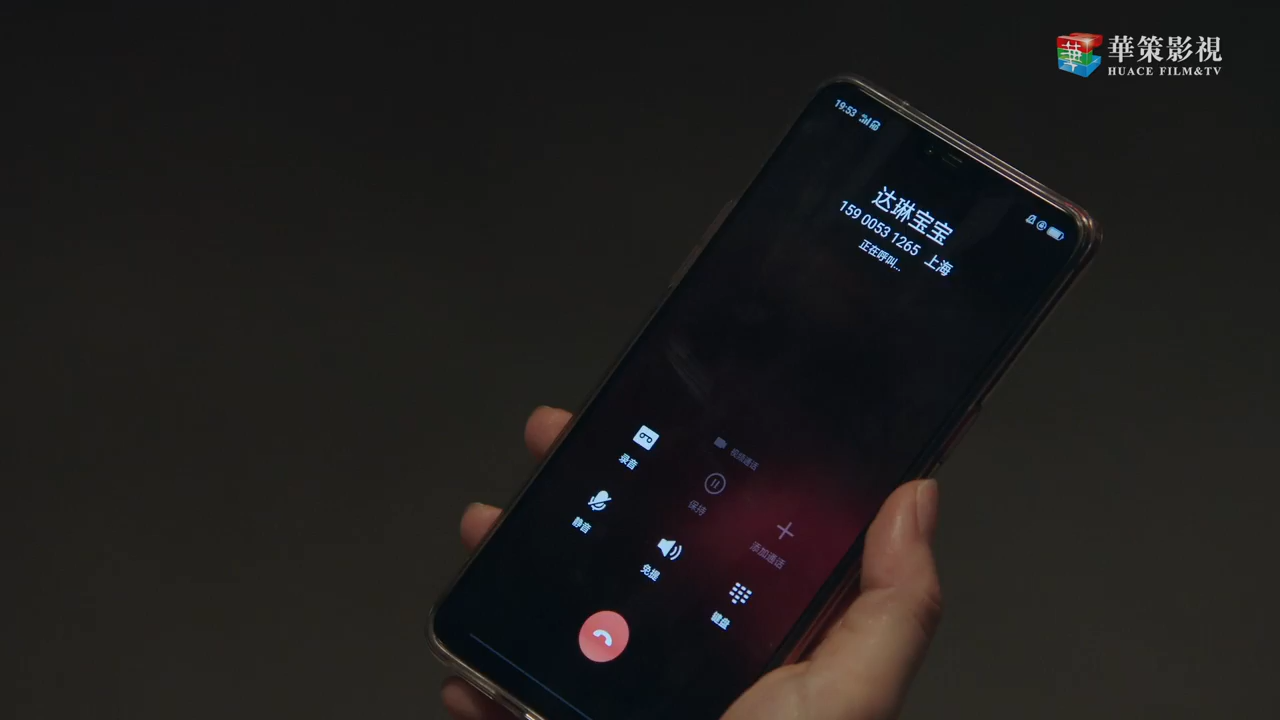 華策影視
HUACE FILM&TV
19:53
达琳宝宝
159 0053 1265 上海
正在呼叫...
录音
视频通话
静音
保持
添加通话
免提
键盘